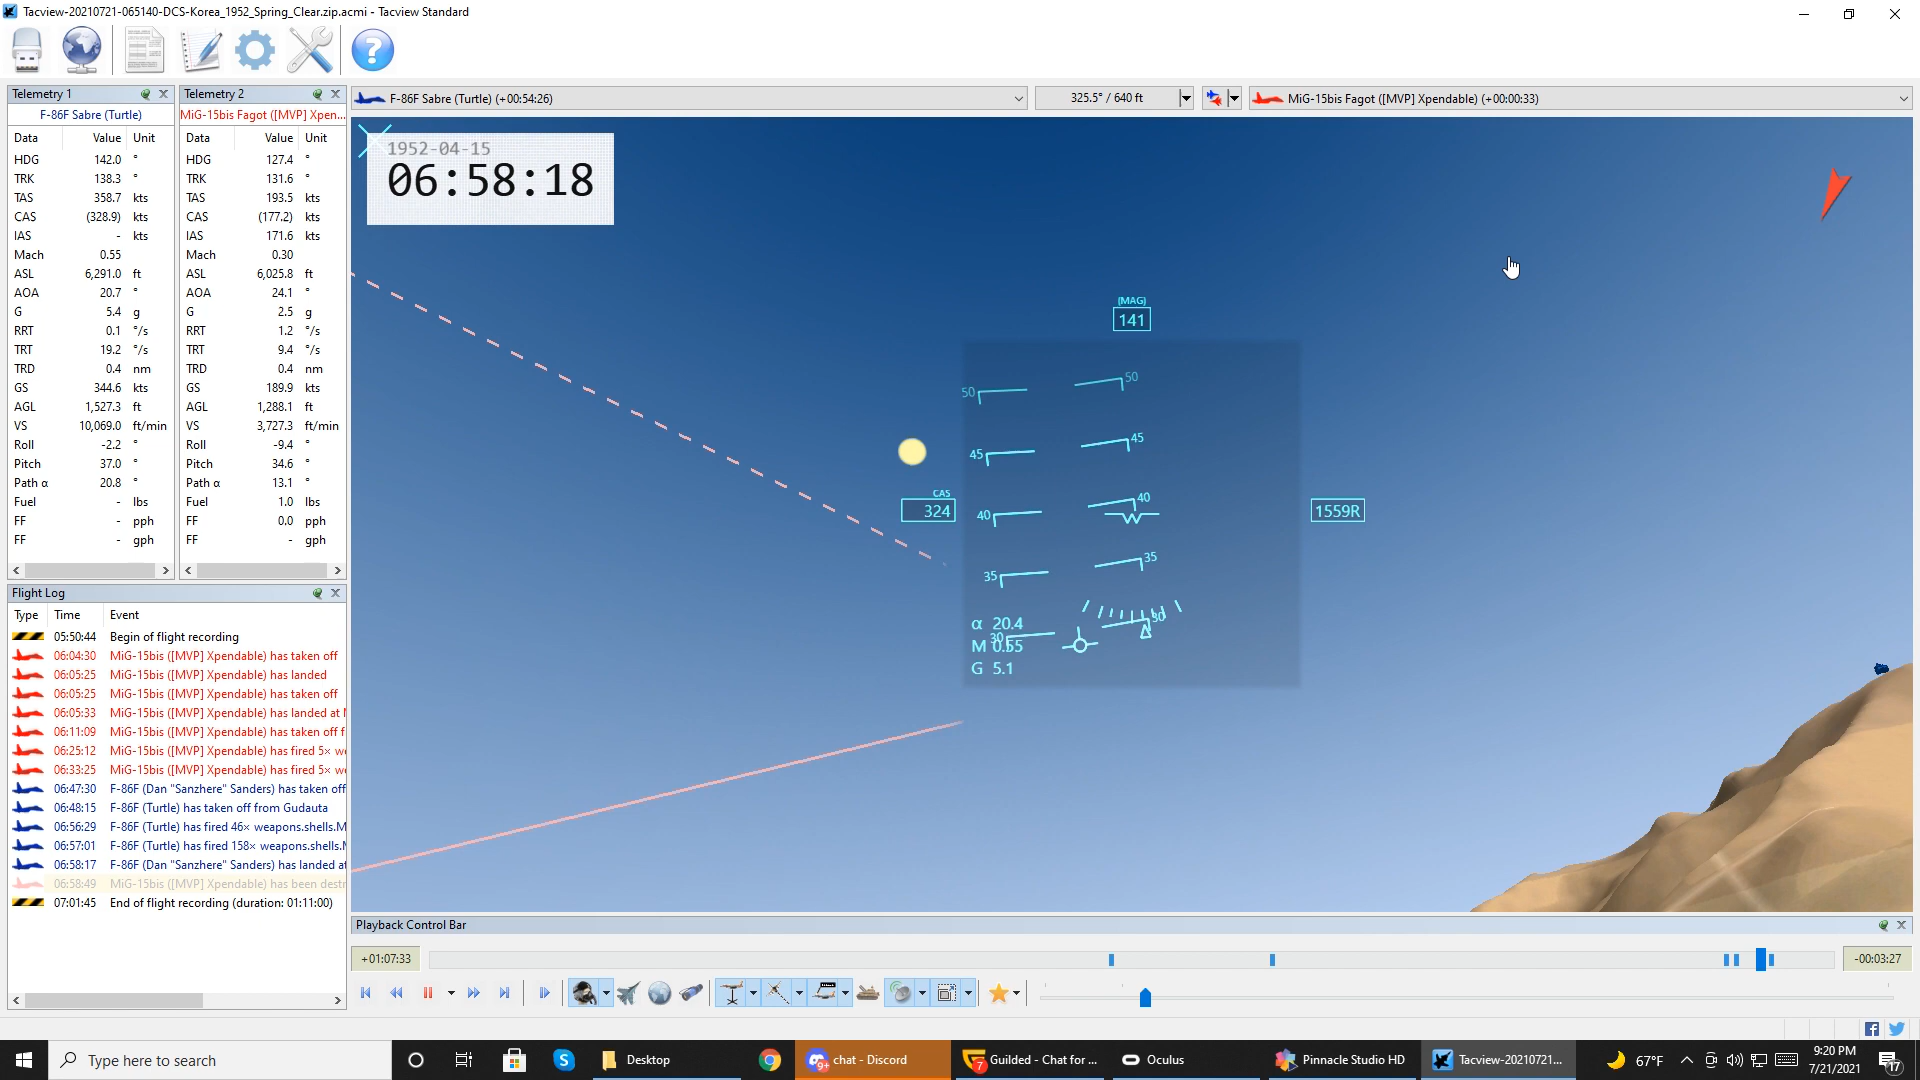 Tacview-20210721-065140-DCS-Korea_1952_Spring_Clear.zip.acmi - Tacview Standard
Telemetry 1
Telemetry 2
F-86F Sabre (Turtle) (+00:54:26)
325.5° / 640 ft
MiG-15bis Fagot ([MVP] Xpendable) (+00:00:33)
F-86F Sabre (Turtle)
MiG-15bis Fagot ([MVP] Xpen...
Data Value Unit Data Value Unit
HDG 142.0 ° HDG 127.4 °
TRK 138.3 ° TRK 131.6 °
TAS 358.7 kts TAS 193.5 kts
CAS (328.9) kts CAS (177.2) kts
IAS - kts IAS 171.6 kts
Mach 0.55 Mach 0.30
ASL 6,291.0 ft ASL 6,025.8 ft
AOA 20.7 ° AOA 24.1 °
G 5.4 g G 2.5 g
RRT 0.1 °/s RRT 1.2 °/s
TRT 19.2 °/s TRT 9.4 °/s
TRD 0.4 nm TRD 0.4 nm
GS 344.6 kts GS 189.9 kts
AGL 1,527.3 ft AGL 1,288.1 ft
VS 10,069.0 ft/min VS 3,727.3 ft/min
Roll -2.2 ° Roll -9.4 °
Pitch 37.0 ° Pitch 34.6 °
Path α 20.8 ° Path α 13.1 °
Fuel - lbs Fuel 1.0 lbs
FF - pph FF 0.0 pph
FF - gph FF - gph
1952-04-15
06:58:18
(MAG)
141
50 50
45 45
CAS
324
40 40
1559R
35 35
30 30
α 20.4
M 0.55
G 5.1
Flight Log
Type Time Event
05:50:44 Begin of flight recording
06:04:30 MiG-15bis ([MVP] Xpendable) has taken off
06:05:25 MiG-15bis ([MVP] Xpendable) has landed
06:05:25 MiG-15bis ([MVP] Xpendable) has taken off
06:05:33 MiG-15bis ([MVP] Xpendable) has landed at
06:11:09 MiG-15bis ([MVP] Xpendable) has taken off f
06:25:12 MiG-15bis ([MVP] Xpendable) has fired 5× we
06:33:25 MiG-15bis ([MVP] Xpendable) has fired 5× we
06:47:30 F-86F (Dan "Sanzhere" Sanders) has taken off
06:48:15 F-86F (Turtle) has taken off from Gudauta
06:56:29 F-86F (Turtle) has fired 46× weapons.shells.M
06:57:01 F-86F (Turtle) has fired 158× weapons.shells.
06:58:17 F-86F (Dan "Sanzhere" Sanders) has landed at
06:58:49 MiG-15bis ([MVP] Xpendable) has been destr
07:01:45 End of flight recording (duration: 01:11:00)
Playback Control Bar
+01:07:33
-00:03:27
Type here to search
Desktop
9+
chat - Discord
7
Guilded - Chat for ...
Oculus
Pinnacle Studio HD
Tacview-20210721...
67°F
9:20 PM
7/21/2021
17